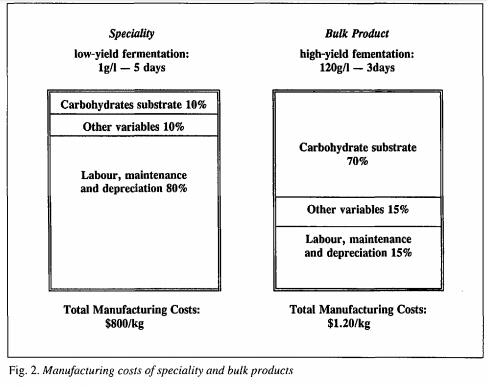 Speciality
low-yield fermentation:
1g/l — 5 days
Carbohydrates substrate 10%
Other variables 10%
Labour, maintenance
and depreciation 80%
Total Manufacturing Costs:
$800/kg
Bulk Product
high-yield fementation:
120g/l — 3days
Carbohydrate substrate
70%
Other variables 15%
Labour, maintenance
and depreciation 15%
Total Manufacturing Costs:
$1.20/kg
Fig. 2. Manufacturing costs of speciality and bulk products